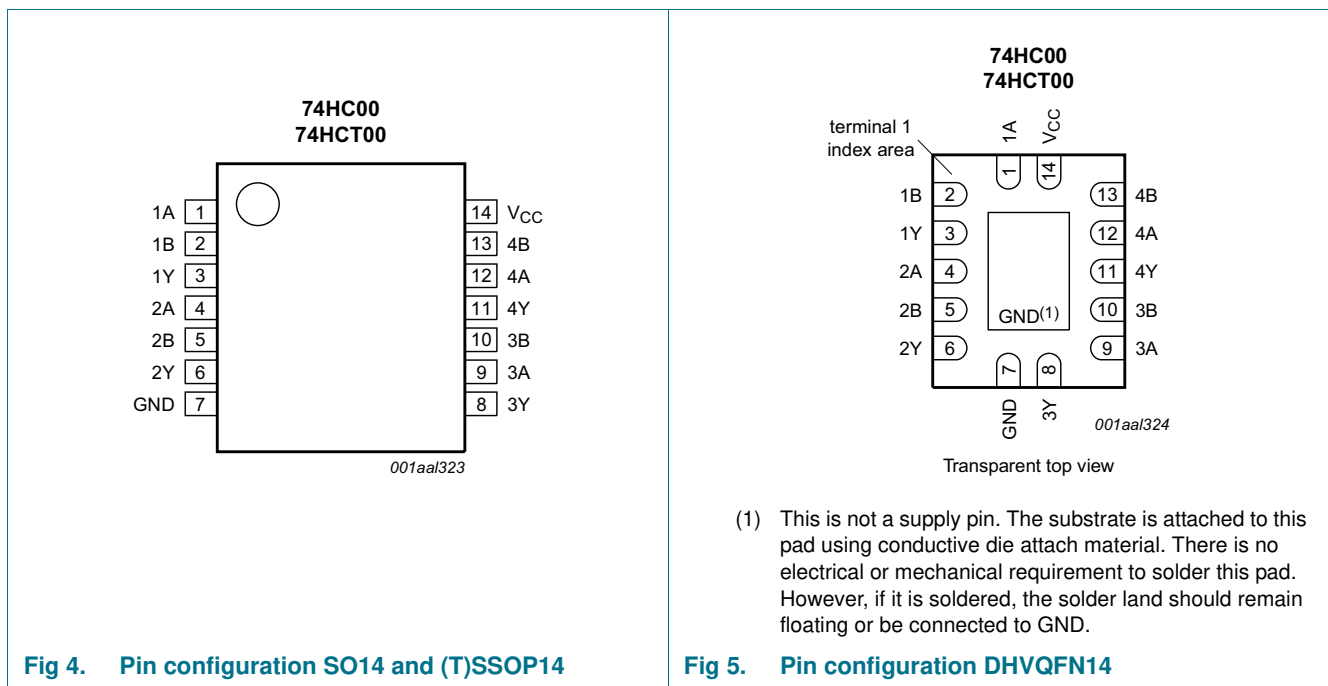 74HC00
74HCT00
1A 1
1B 2
1Y 3
2A 4
2B 5
2Y 6
GND 7
14 VCC
13 4B
12 4A
11 4Y
10 3B
9 3A
8 3Y
001aal323
Fig 4. Pin configuration SO14 and (T)SSOP14
74HC00
74HCT00
terminal 1
index area
1A
VCC
1
14
1B 2
1Y 3
2A 4
2B 5
2Y 6
13 4B
12 4A
11 4Y
10 3B
9 3A
GND(1)
7
8
GND
3Y
001aal324
Transparent top view
(1) This is not a supply pin. The substrate is attached to this
pad using conductive die attach material. There is no
electrical or mechanical requirement to solder this pad.
However, if it is soldered, the solder land should remain
floating or be connected to GND.
Fig 5. Pin configuration DHVQFN14